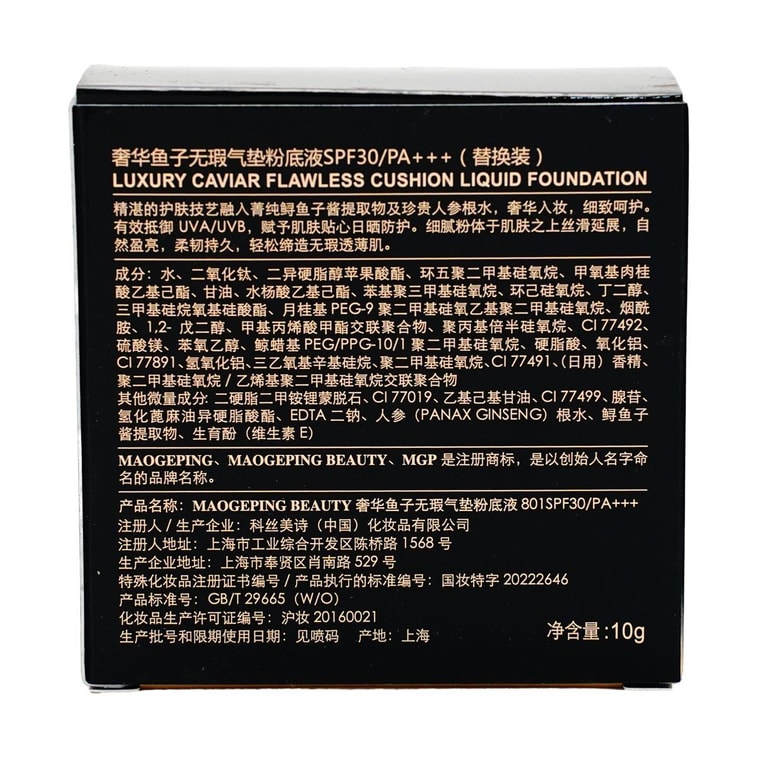 奢华鱼子无瑕气垫粉底液SPF30/PA+++（替换装）
LUXURY CAVIAR FLAWLESS CUSHION LIQUID FOUNDATION
精湛的护肤技艺融入菁纯鲟鱼子酱提取物及珍贵人参根水，奢华入妆，细致呵护。
有效抵御 UVA/UVB，赋予肌肤贴心日晒防护。细腻粉体于肌肤之上丝滑延展，自
然盈亮，柔韧持久，轻松缔造无瑕透薄肌。
成分：水、二氧化钛、二异硬脂醇苹果酸酯、环五聚二甲基硅氧烷、甲氧基肉桂
酸乙基己酯、甘油、水杨酸乙基己酯、苯基聚三甲基硅氧烷、环己硅氧烷、丁二醇、
三甲基硅烷氧基硅酸酯、月桂基 PEG-9 聚二甲基硅氧乙基聚二甲基硅氧烷、烟酰
胺、1,2- 戊二醇、甲基丙烯酸甲酯交联聚合物、聚丙基倍半硅氧烷、CI 77492、
硫酸镁、苯氧乙醇、鲸蜡基 PEG/PPG-10/1 聚二甲基硅氧烷、硬脂酸、氧化铝、
CI 77891、氢氧化铝、三乙氧基辛基硅烷、聚二甲基硅氧烷、CI 77491、（日用）香精、
聚二甲基硅氧烷 / 乙烯基聚二甲基硅氧烷交联聚合物
其他微量成分：二硬脂二甲铵锂蒙脱石、CI 77019、乙基己基甘油、CI 77499、腺苷、
氢化蓖麻油异硬脂酸酯、EDTA 二钠、人参（PANAX GINSENG）根水、鲟鱼子
酱提取物、生育酚（维生素 E）
MAOGEPING、MAOGEPING BEAUTY、MGP 是注册商标，是以创始人名字命
名的品牌名称。
产品名称：MAOGEPING BEAUTY 奢华鱼子无瑕气垫粉底液 801SPF30/PA+++
注册人 / 生产企业：科丝美诗（中国）化妆品有限公司
注册人地址：上海市工业综合开发区陈桥路 1568 号
生产企业地址：上海市奉贤区肖南路 529 号
特殊化妆品注册证书编号 / 产品执行的标准编号：国妆特字 20222646
产品标准号：GB/T 29665（W/O）
化妆品生产许可证编号：沪妆 20160021
生产批号和限期使用日期：见喷码 产地：上海
净含量:10g